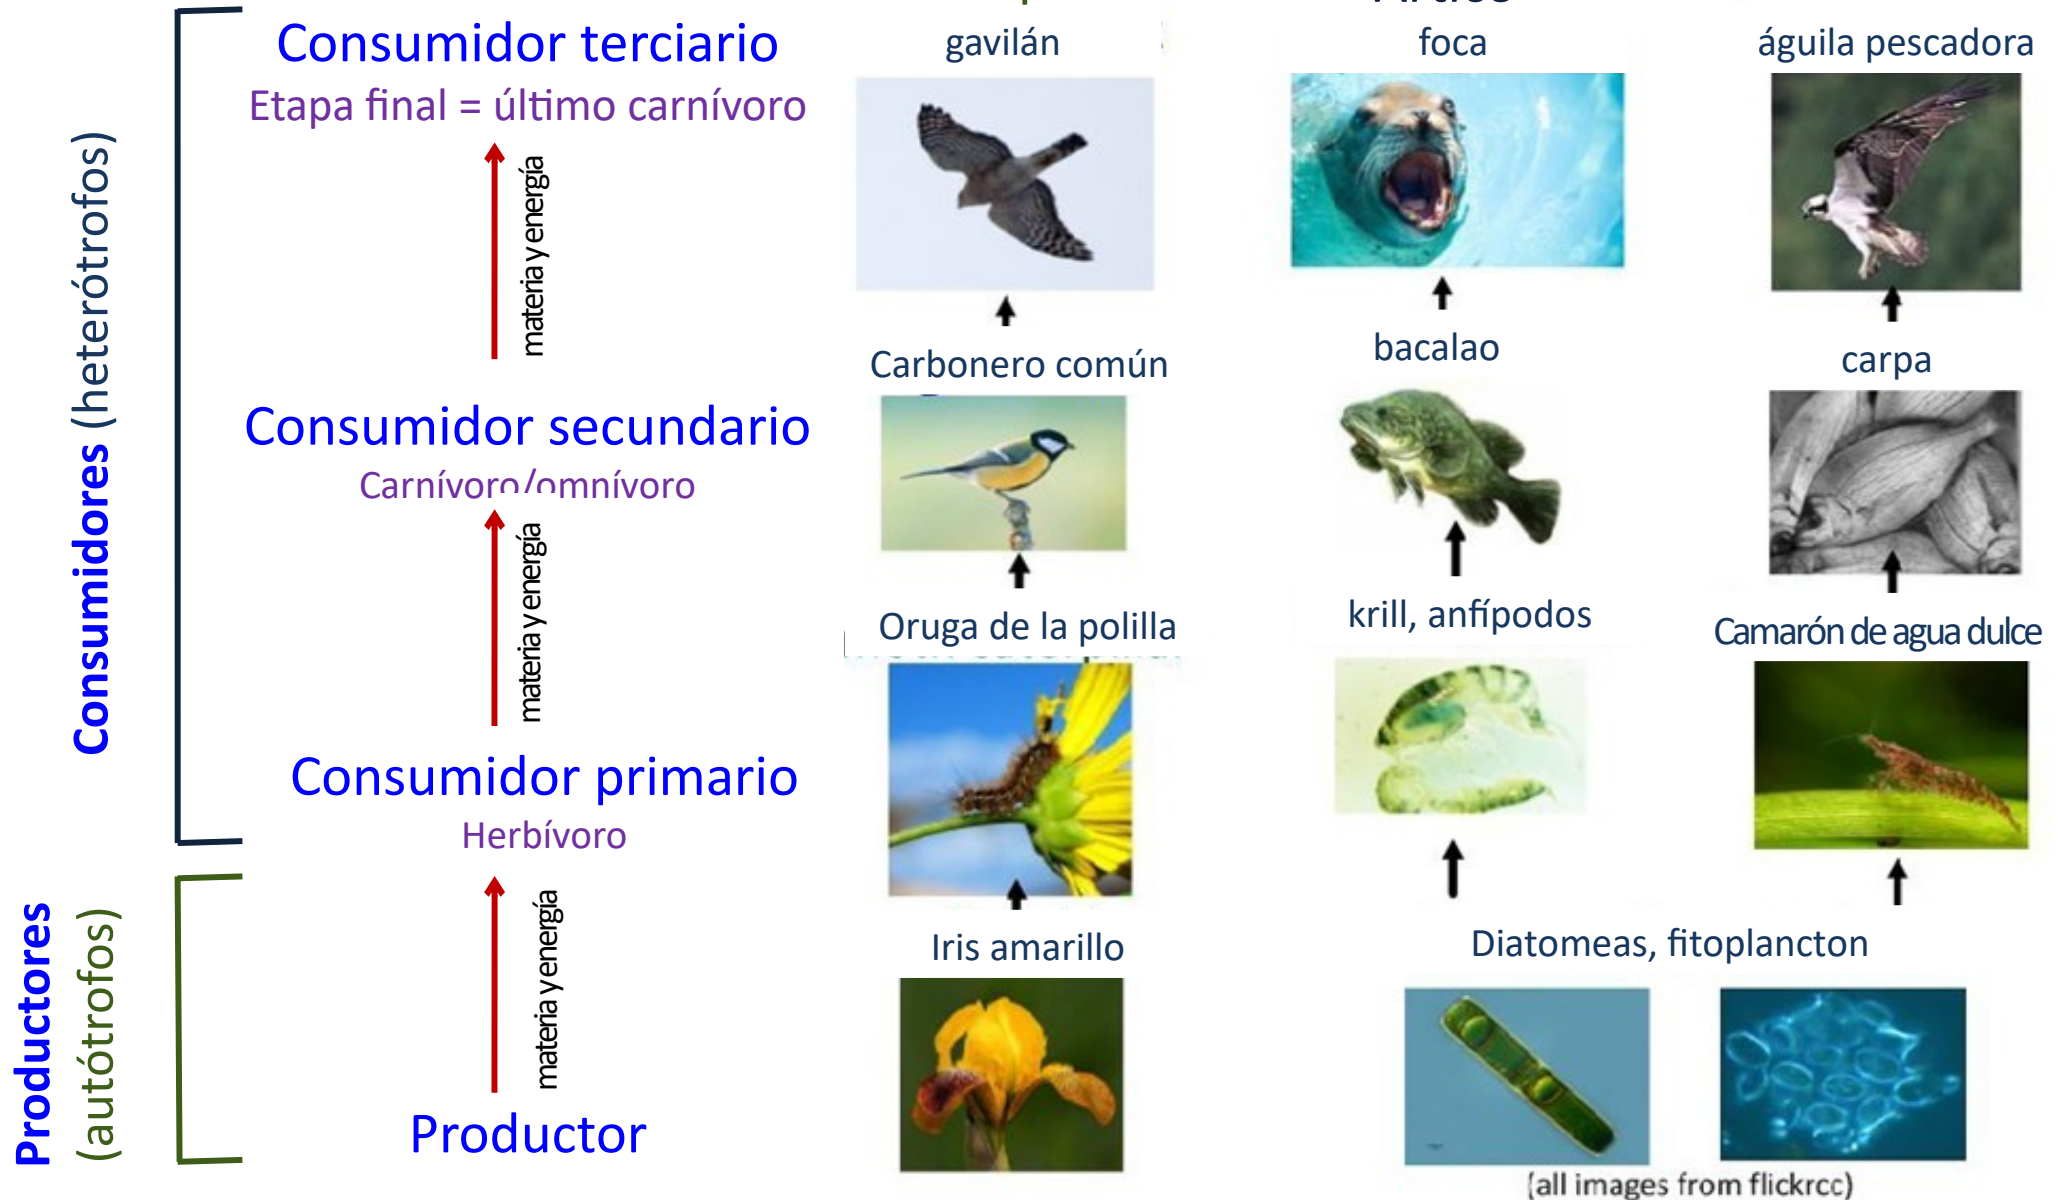 Consumidor terciario
Etapa final = último carnívoro
materia y energía
Consumidor secundario
Carnívoro/omnívoro
materia y energía
Consumidor primario
Herbívoro
materia y energía
Productor
Consumidores (heterótrofos)
Productores
(autótrofos)
gavilán
Carbonero común
Oruga de la polilla
Iris amarillo
foca
bacalao
krill, anfípodos
águila pescadora
carpa
Camarón de agua dulce
Diatomeas, fitoplancton
(all images from flickrcc)